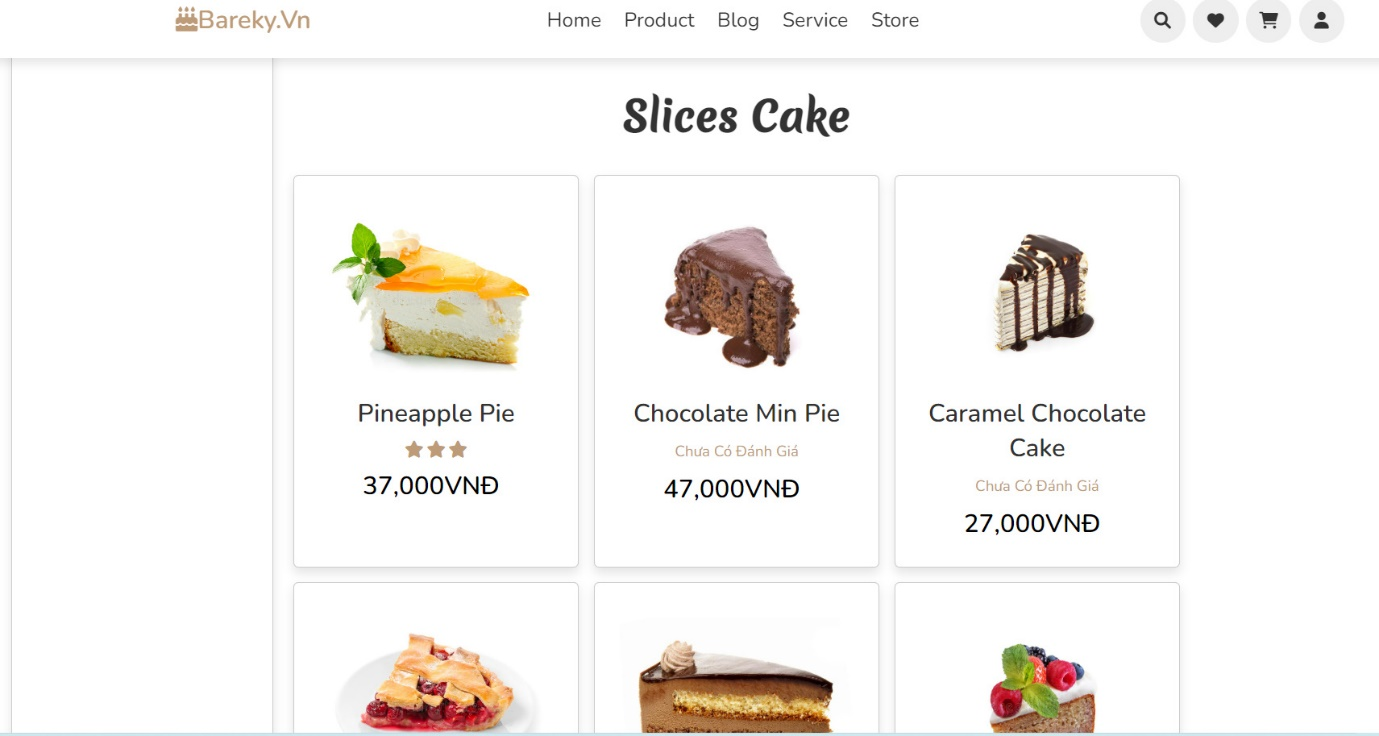 Bareky.Vn
Home Product Blog Service Store
Slices Cake
Pineapple Pie
37,000VNĐ
Chocolate Min Pie
Chưa Có Đánh Giá
47,000VNĐ
Caramel Chocolate
Cake
Chưa Có Đánh Giá
27,000VNĐ